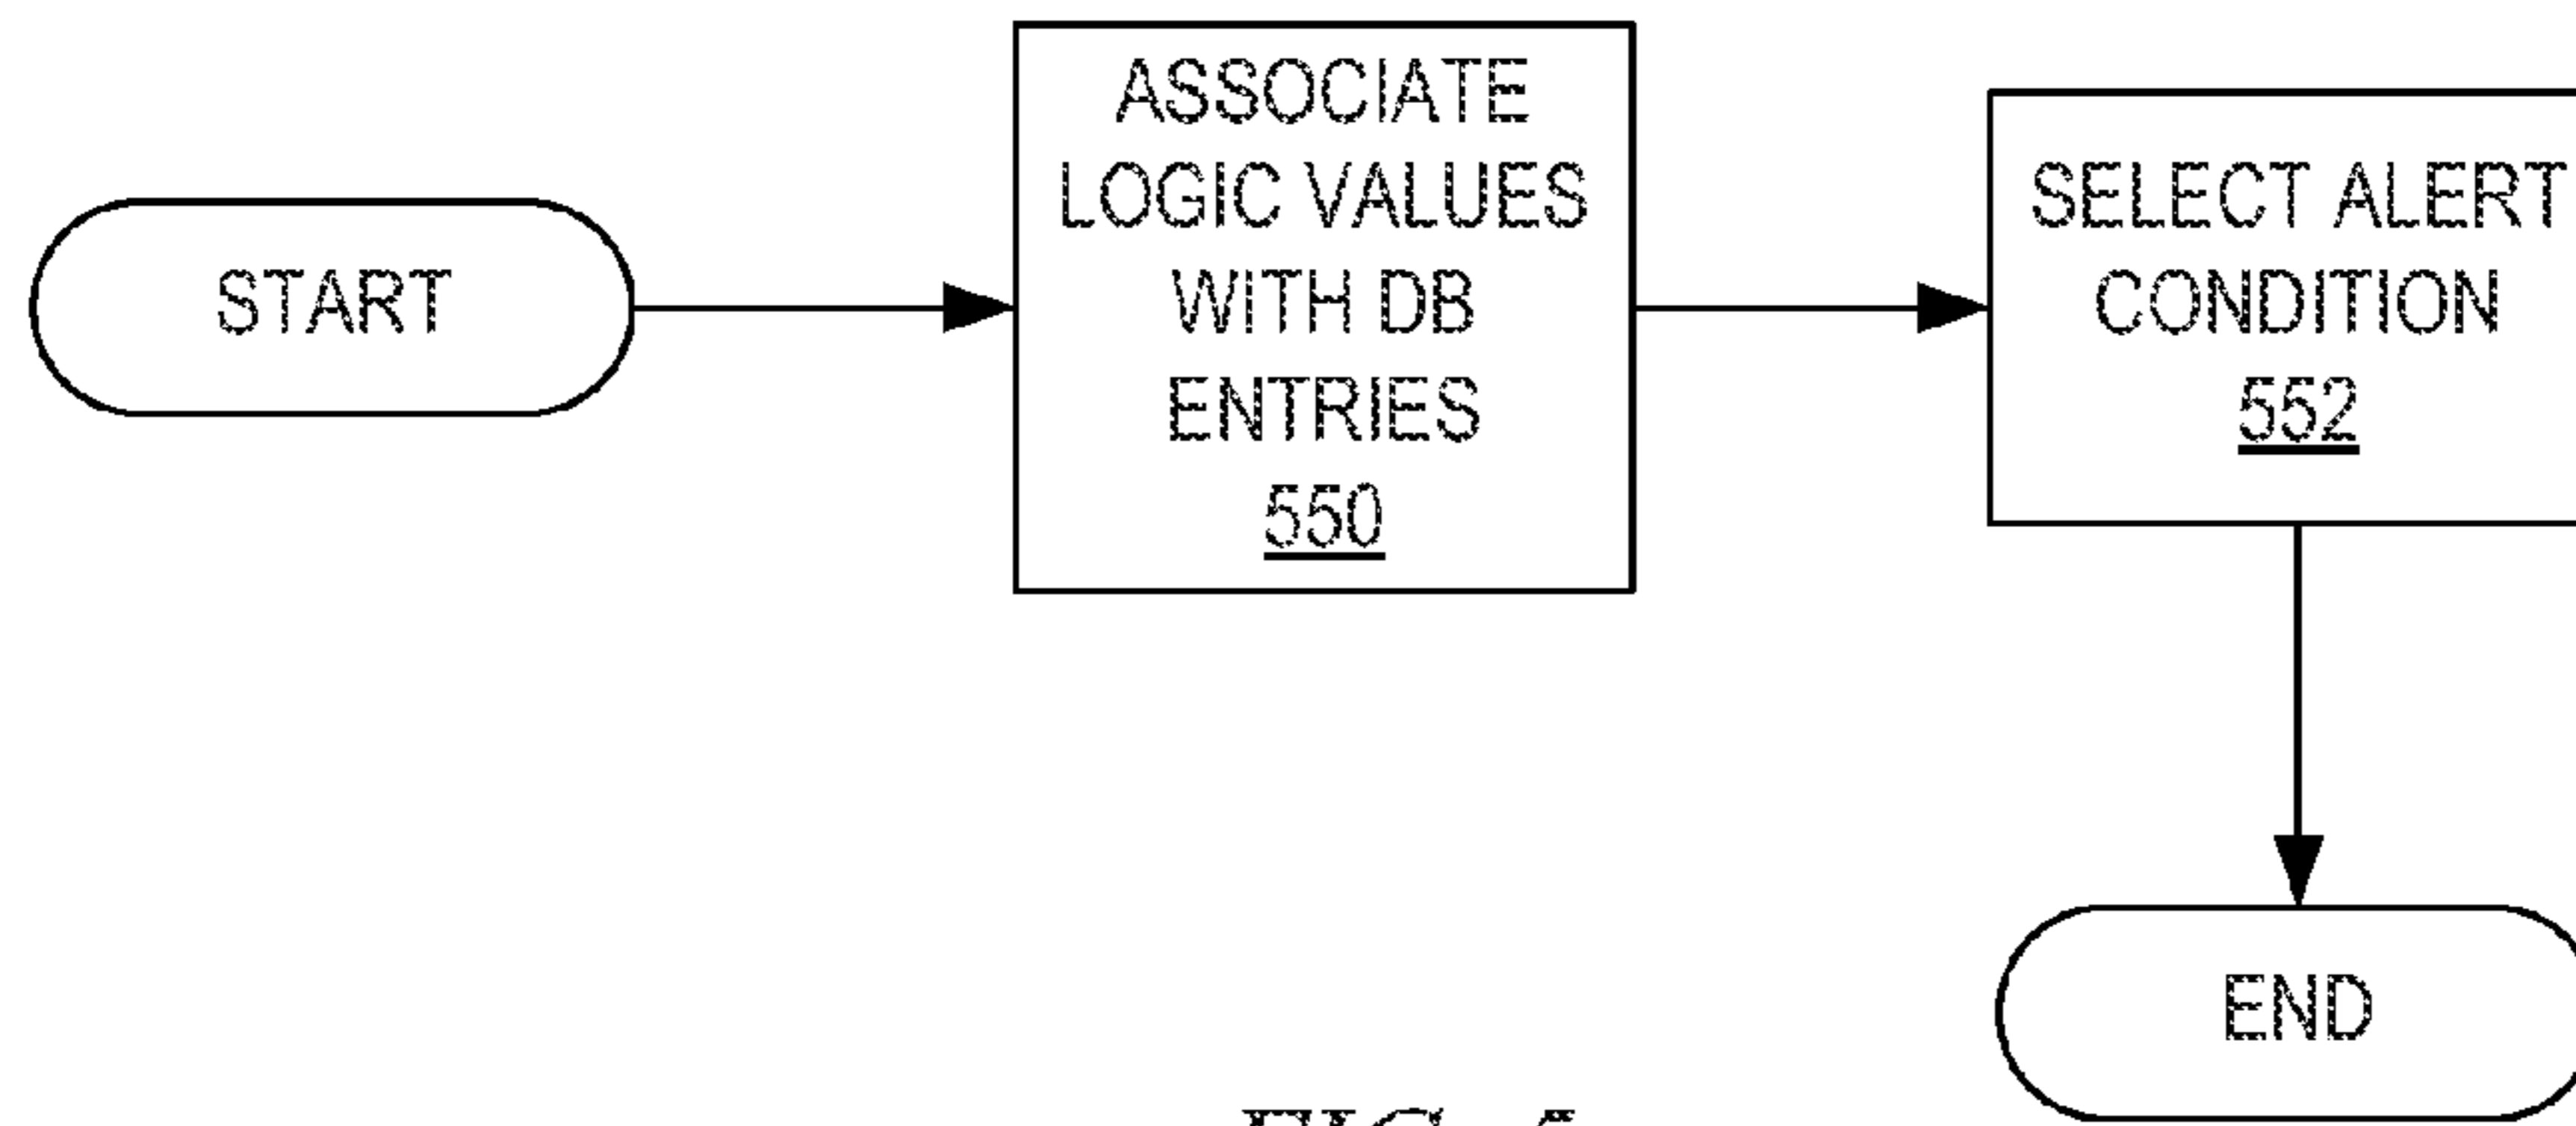 START
ASSOCIATE
LOGIC VALUES
WITH DB
ENTRIES
550
SELECT ALERT
CONDITION
552
END